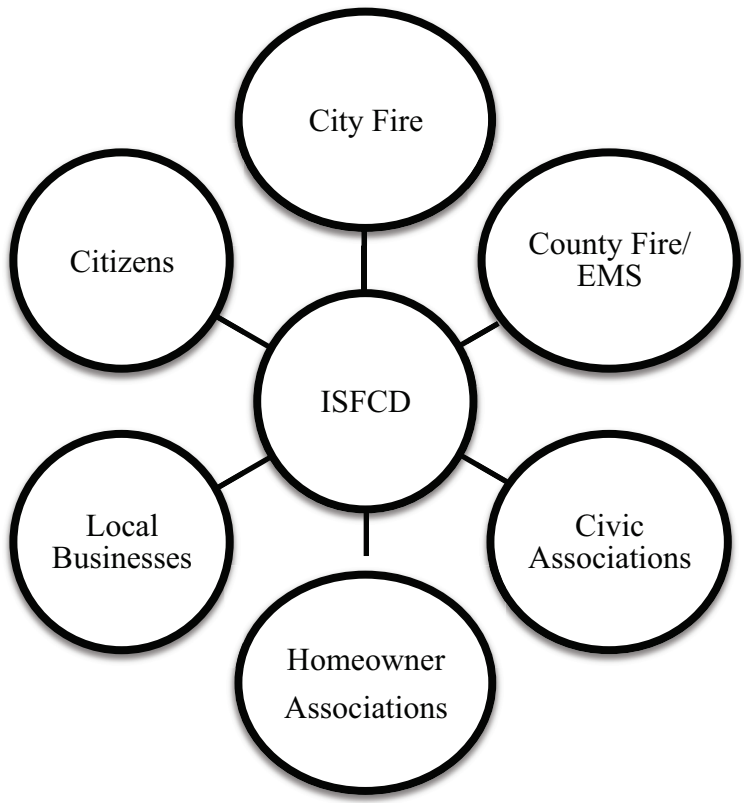 City Fire
Citizens
County Fire/
EMS
ISFCD
Local
Businesses
Civic
Associations
Homeowner
Associations